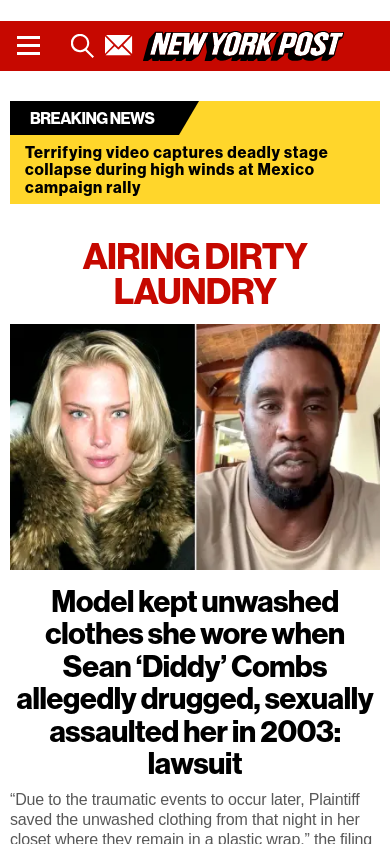 NEW YORK POST
BREAKING NEWS
Terrifying video captures deadly stage
collapse during high winds at Mexico
campaign rally
AIRING DIRTY
LAUNDRY
Model kept unwashed
clothes she wore when
Sean ‘Diddy’ Combs
allegedly drugged, sexually
assaulted her in 2003:
lawsuit
“Due to the traumatic events to occur later, Plaintiff
saved the unwashed clothing from that night in her
closet where they remain in a plastic wrap,” the filing